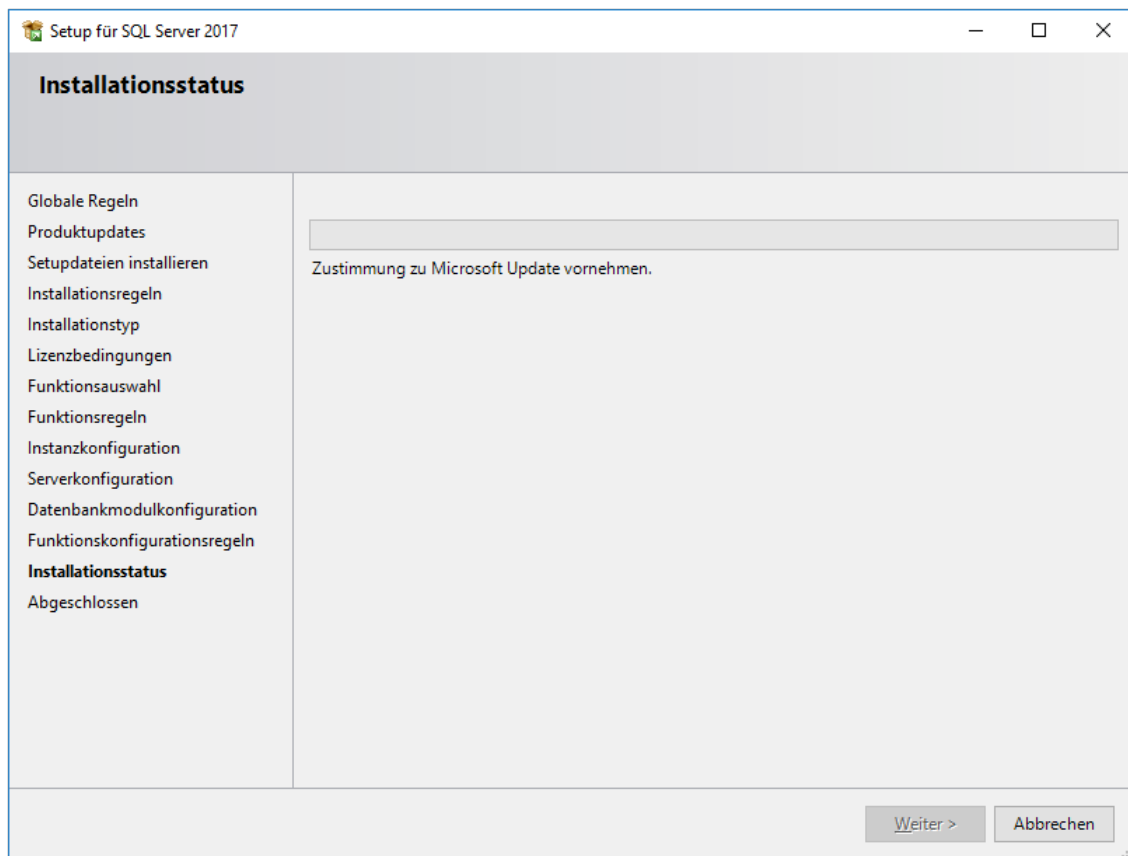 Setup für SQL Server 2017
Installationsstatus
Globale Regeln
Produktupdates
Setupdateien installieren
Installationsregeln
Installationstyp
Lizenzbedingungen
Funktionsauswahl
Funktionsregeln
Instanzkonfiguration
Serverkonfiguration
Datenbankmodulkonfiguration
Funktionskonfigurationsregeln
Installationsstatus
Abgeschlossen
Zustimmung zu Microsoft Update vornehmen.
Weiter >
Abbrechen